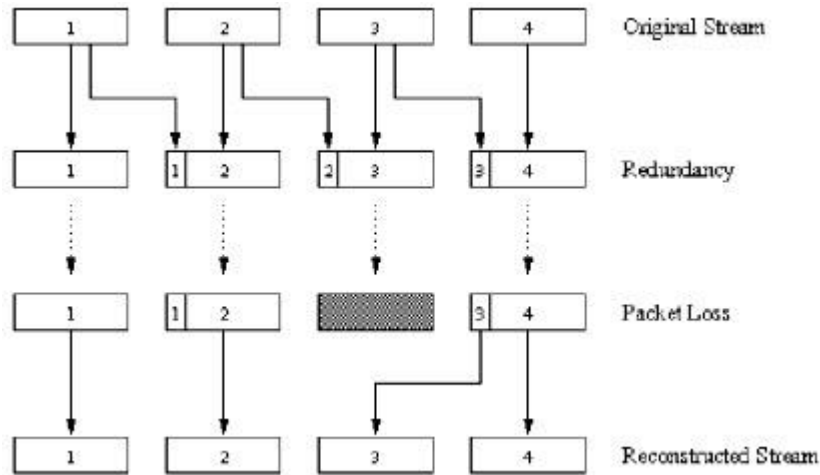 1 2 3 4 Original Stream
1 1 2 2 3 3 4 Redundancy
1 1 2 3 4 Packet Loss
1 2 3 4 Reconstructed Stream